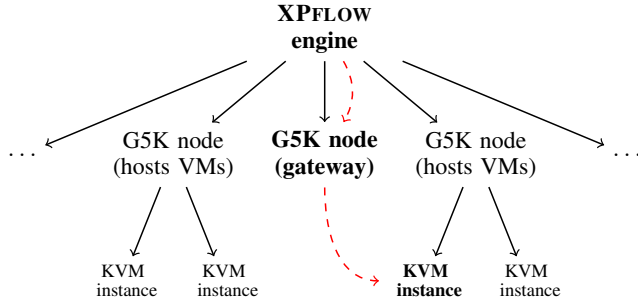 XPFLOW
engine
... G5K node G5K node G5K node ...
(hosts VMs) (gateway) (hosts VMs)
KVM KVM KVM KVM
instance instance instance instance